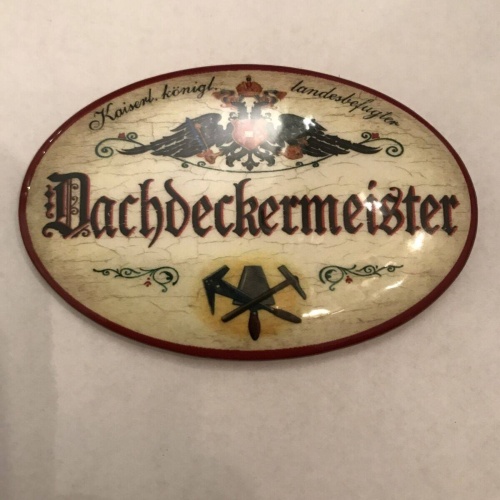 Kaiserl. königl. landesbefugter
Dachdeckermeister